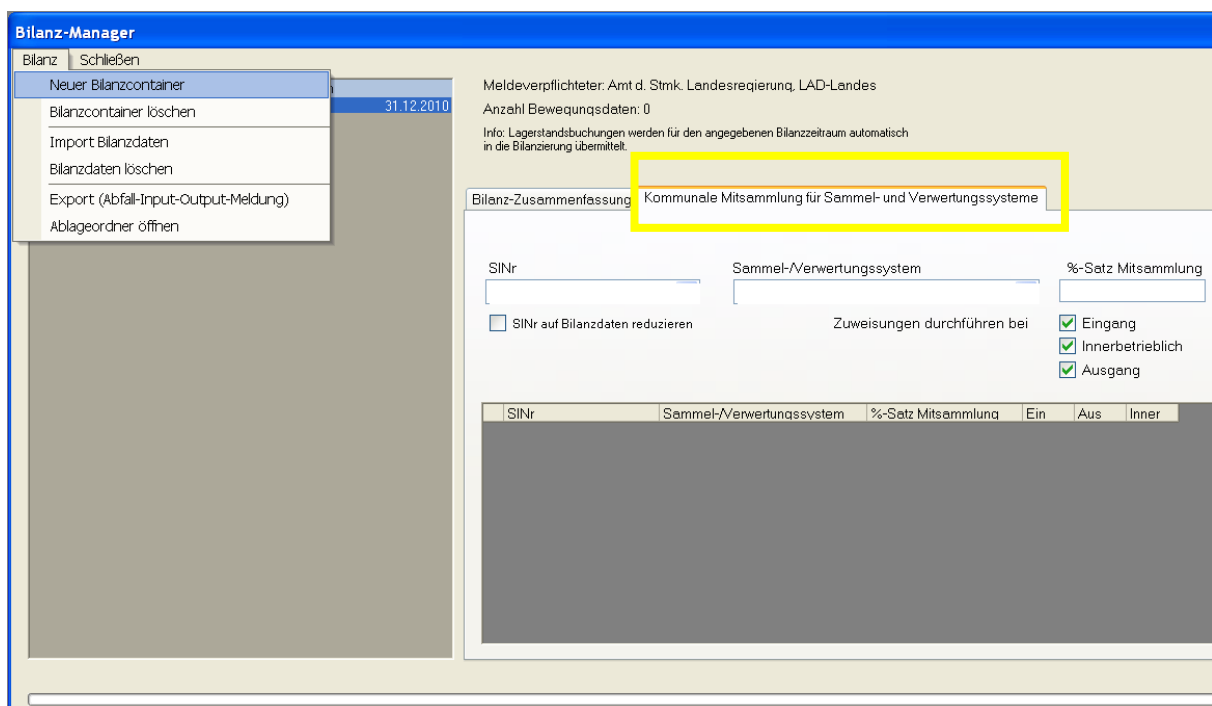 Bilanz-Manager
Bilanz Schließen
Neuer Bilanzcontainer
Bilanzcontainer löschen
Import Bilanzdaten
Bilanzdaten löschen
Export (Abfall-Input-Output-Meldung)
Ablageordner öffnen
31.12.2010
Meldeverpflichteter: Amt d. Stmk. Landesregierung, LAD-Landes
Anzahl Bewegungsdaten: 0
Info: Lagerstandsbuchungen werden für den angegebenen Bilanzzeitraum automatisch
in die Bilanzierung übermittelt.
Bilanz-Zusammenfassung Kommunale Mitsammlung für Sammel- und Verwertungssysteme
SlNr Sammel-/Verwertungssystem %-Satz Mitsammlung
SlNr auf Bilanzdaten reduzieren Zuweisungen durchführen bei Eingang
Innerbetrieblich
Ausgang
SlNr Sammel-/Verwertungssystem %-Satz Mitsammlung Ein Aus Inner